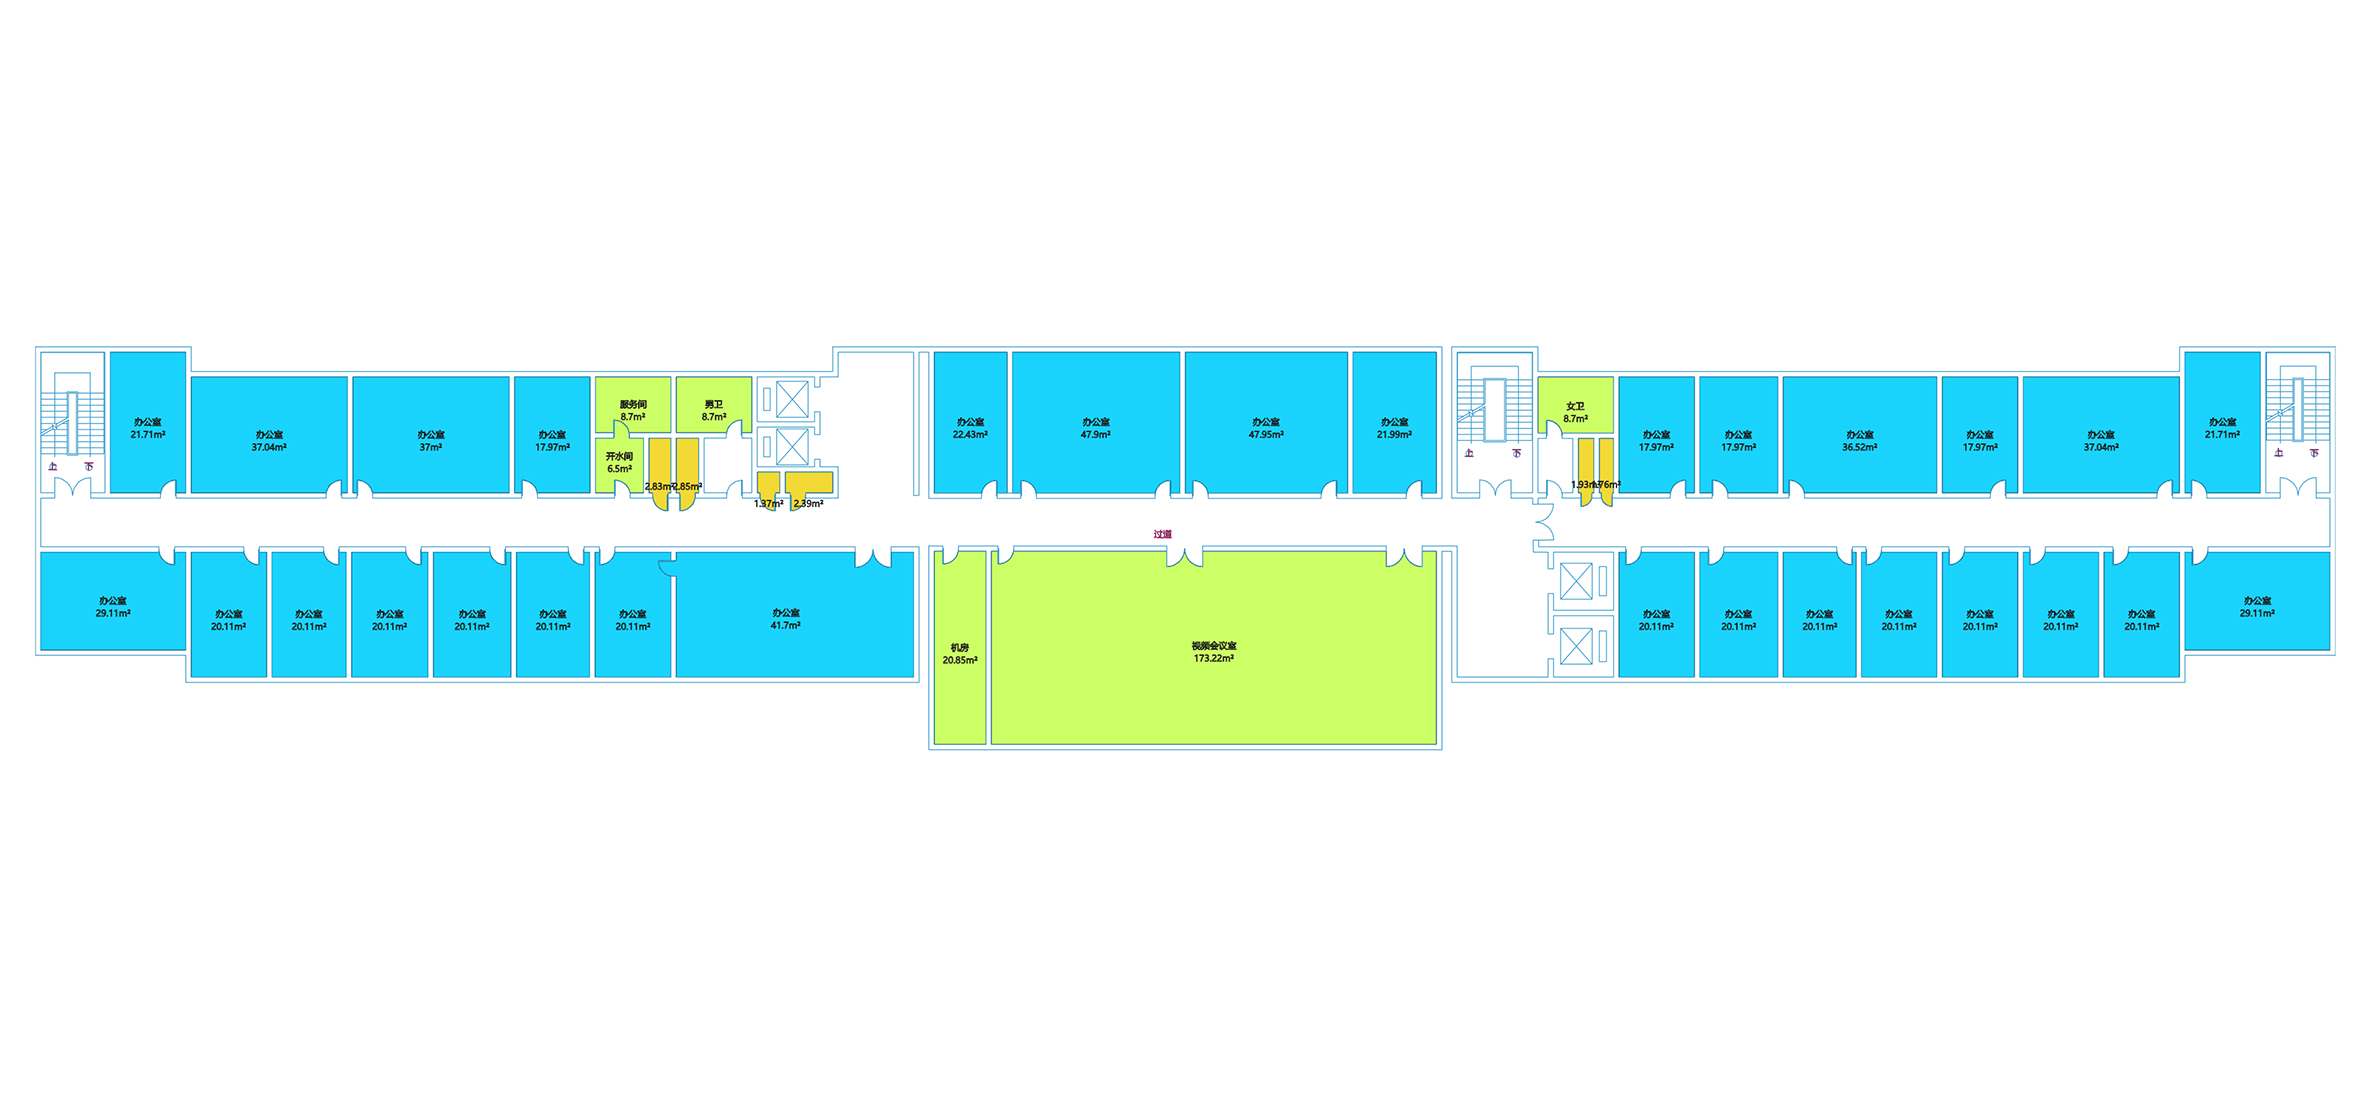 办公室
21.71m²
办公室
37.04m²
办公室
37m²
办公室
17.97m²
服务间
8.7m²
男卫
8.7m²
开水间
6.5m²
2.83m²
2.85m²
1.37m²
2.39m²
上
下
办公室
22.43m²
办公室
47.9m²
办公室
47.95m²
办公室
21.99m²
上
下
女卫
8.7m²
1.93m²
1.76m²
办公室
17.97m²
办公室
17.97m²
办公室
36.52m²
办公室
17.97m²
办公室
37.04m²
办公室
21.71m²
上
下
过道
办公室
29.11m²
办公室
20.11m²
办公室
20.11m²
办公室
20.11m²
办公室
20.11m²
办公室
20.11m²
办公室
20.11m²
办公室
41.7m²
机房
20.85m²
视频会议室
173.22m²
办公室
20.11m²
办公室
20.11m²
办公室
20.11m²
办公室
20.11m²
办公室
20.11m²
办公室
20.11m²
办公室
20.11m²
办公室
29.11m²